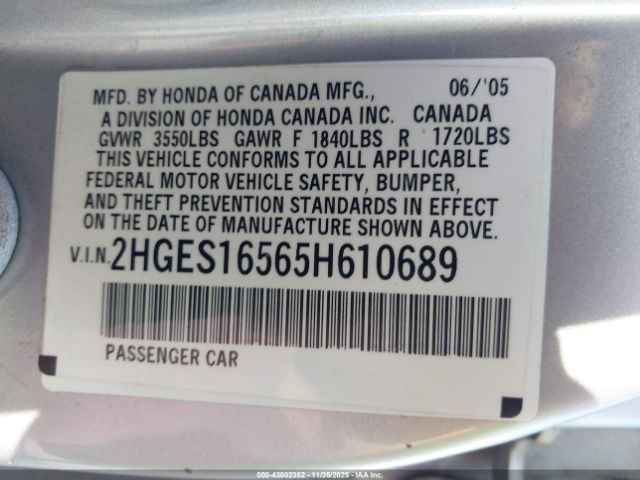 MFD. BY HONDA OF CANADA MFG., 06/'05
A DIVISION OF HONDA CANADA INC. CANADA
GVWR 3550LBS GAWR F 1840LBS R 1720LBS
THIS VEHICLE CONFORMS TO ALL APPLICABLE
FEDERAL MOTOR VEHICLE SAFETY, BUMPER,
AND THEFT PREVENTION STANDARDS IN EFFECT
ON THE DATE OF MANUFACTURE SHOWN ABOVE.
V.I.N. 2HGES16565H610689
PASSENGER CAR
000-43802352 - 11/25/2025 - IAA Inc.